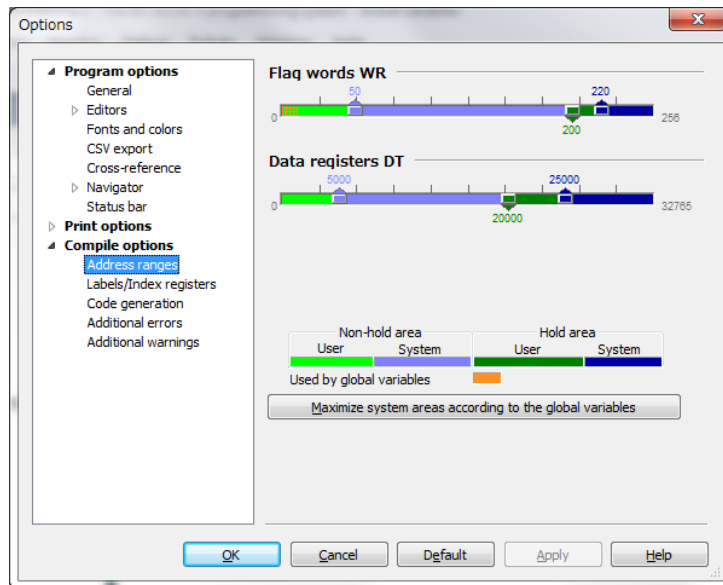 Options
Program options
General
Editors
Fonts and colors
CSV export
Cross-reference
Navigator
Status bar
Print options
Compile options
Address ranges
Labels/Index registers
Code generation
Additional errors
Additional warnings
Flag words WR
50 220
0 256
200
Data registers DT
5000 25000
0 32765
20000
Non-hold area Hold area
User System User System
Used by global variables
Maximize system areas according to the global variables
OK Cancel Default Apply Help